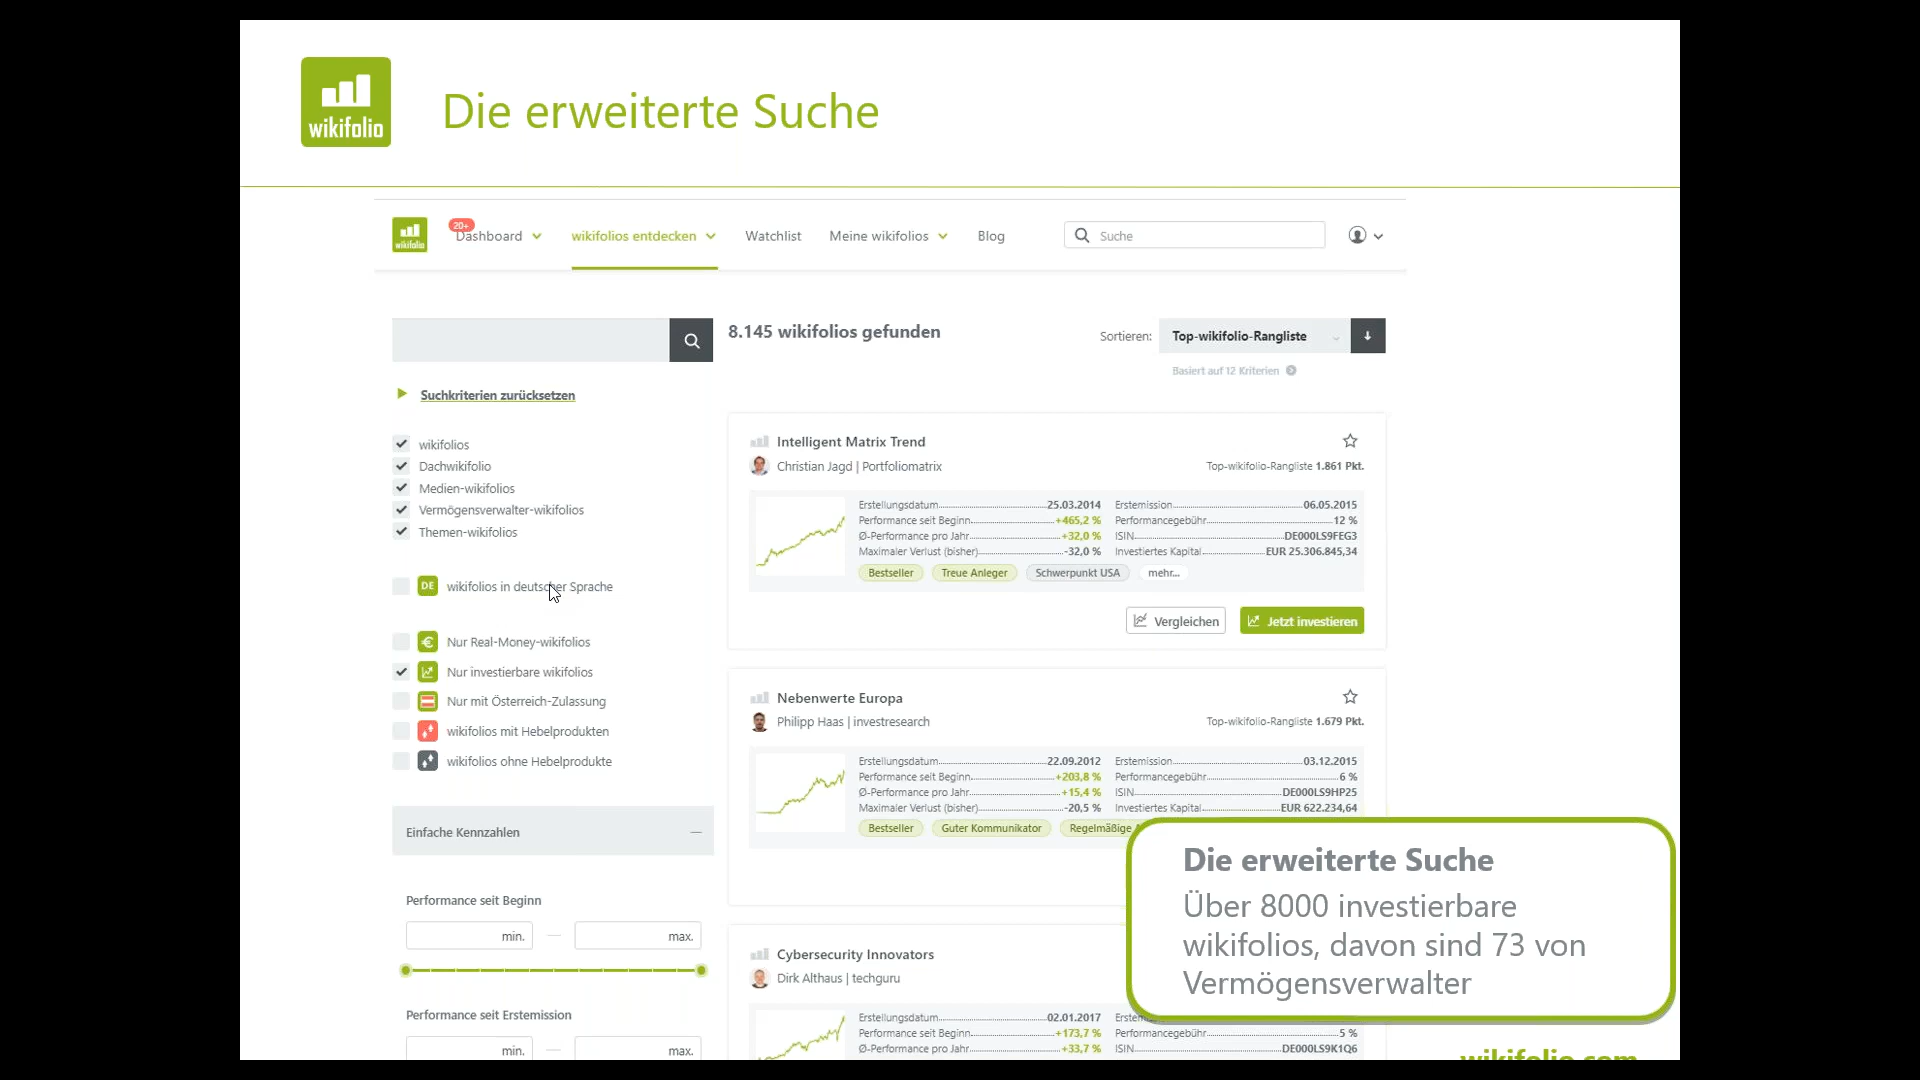 wikifolio
Die erweiterte Suche
wikifolio
20+
Dashboard
wikifolios entdecken
Watchlist
Meine wikifolios
Blog
Suche
8.145 wikifolios gefunden
Sortieren:
Top-wikifolio-Rangliste
Basiert auf 12 Kriterien
Suchkriterien zurücksetzen
wikifolios
Dachwikifolio
Medien-wikifolios
Vermögensverwalter-wikifolios
Themen-wikifolios
DE wikifolios in deutscher Sprache
Nur Real-Money-wikifolios
Nur investierbare wikifolios
Nur mit Österreich-Zulassung
wikifolios mit Hebelprodukten
wikifolios ohne Hebelprodukte
Einfache Kennzahlen
Performance seit Beginn
min. — max.
Performance seit Erstemission
min. — max.
Intelligent Matrix Trend
Christian Jagd | Portfoliomatrix
Top-wikifolio-Rangliste 1.861 Pkt.
Erstellungsdatum 25.03.2014 Erstemission 06.05.2015
Performance seit Beginn +465,2 % Performancegebühr 12 %
Ø-Performance pro Jahr +32,0 % ISIN DE000LS9FEG3
Maximaler Verlust (bisher) -32,0 % Investiertes Kapital EUR 25.306.845,34
Bestseller Treue Anleger Schwerpunkt USA mehr...
Vergleichen Jetzt investieren
Nebenwerte Europa
Philipp Haas | investresearch
Top-wikifolio-Rangliste 1.679 Pkt.
Erstellungsdatum 22.09.2012 Erstemission 03.12.2015
Performance seit Beginn +203,8 % Performancegebühr 6 %
Ø-Performance pro Jahr +15,4 % ISIN DE000LS9HP25
Maximaler Verlust (bisher) -20,5 % Investiertes Kapital EUR 622.234,64
Bestseller Guter Kommunikator Regelmäßige
Cybersecurity Innovators
Dirk Althaus | techguru
Erstellungsdatum 02.01.2017
Performance seit Beginn +173,7 % Performancegebühr 5 %
Ø-Performance pro Jahr +33,7 % ISIN DE000LS9K1Q6
Die erweiterte Suche
Über 8000 investierbare
wikifolios, davon sind 73 von
Vermögensverwalter
wikifolio.com